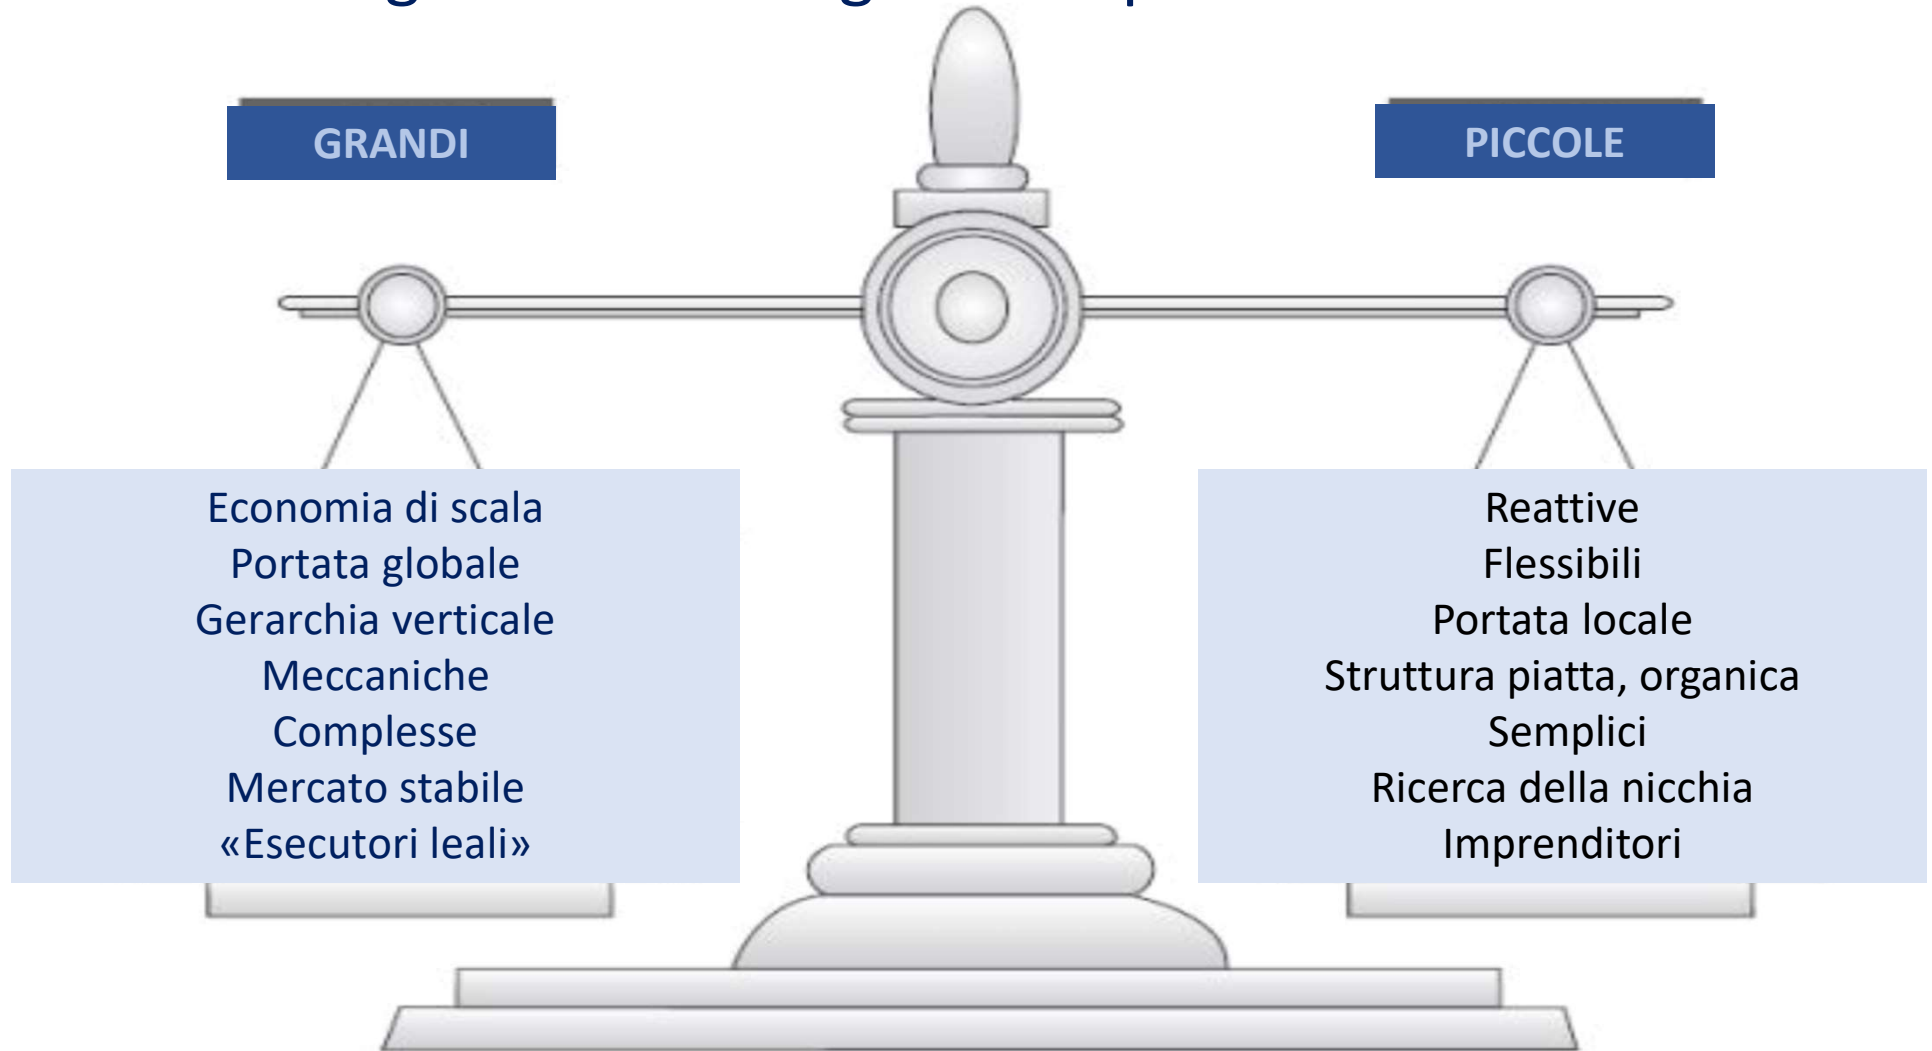 GRANDI
PICCOLE
Economia di scala
Portata globale
Gerarchia verticale
Meccaniche
Complesse
Mercato stabile
«Esecutori leali»
Reattive
Flessibili
Portata locale
Struttura piatta, organica
Semplici
Ricerca della nicchia
Imprenditori